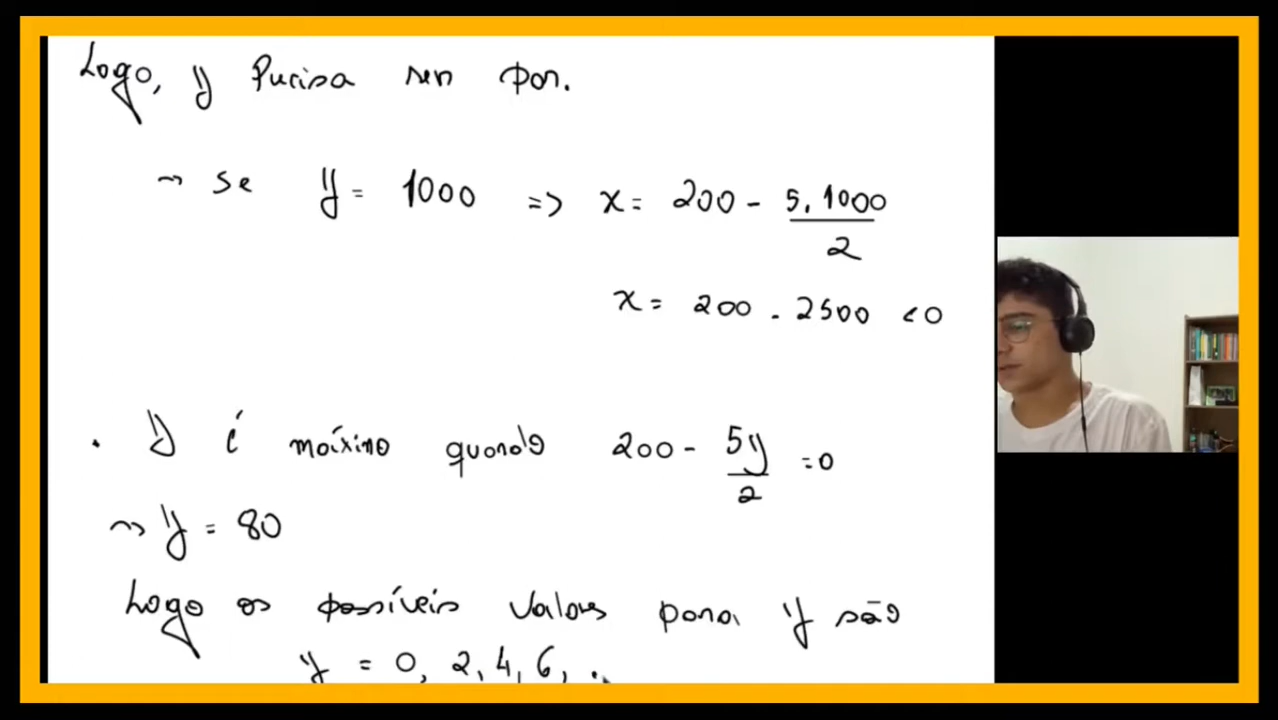 Logo, y Precisa ser par.
~> Se y = 1000 => x = 200 - 5.1000/2
x = 200 - 2500 <0
. y é máximo quando 200 - 5y/2 =0
~> y = 80
Logo os possíveis valores para y são
y = 0, 2, 4, 6, ..